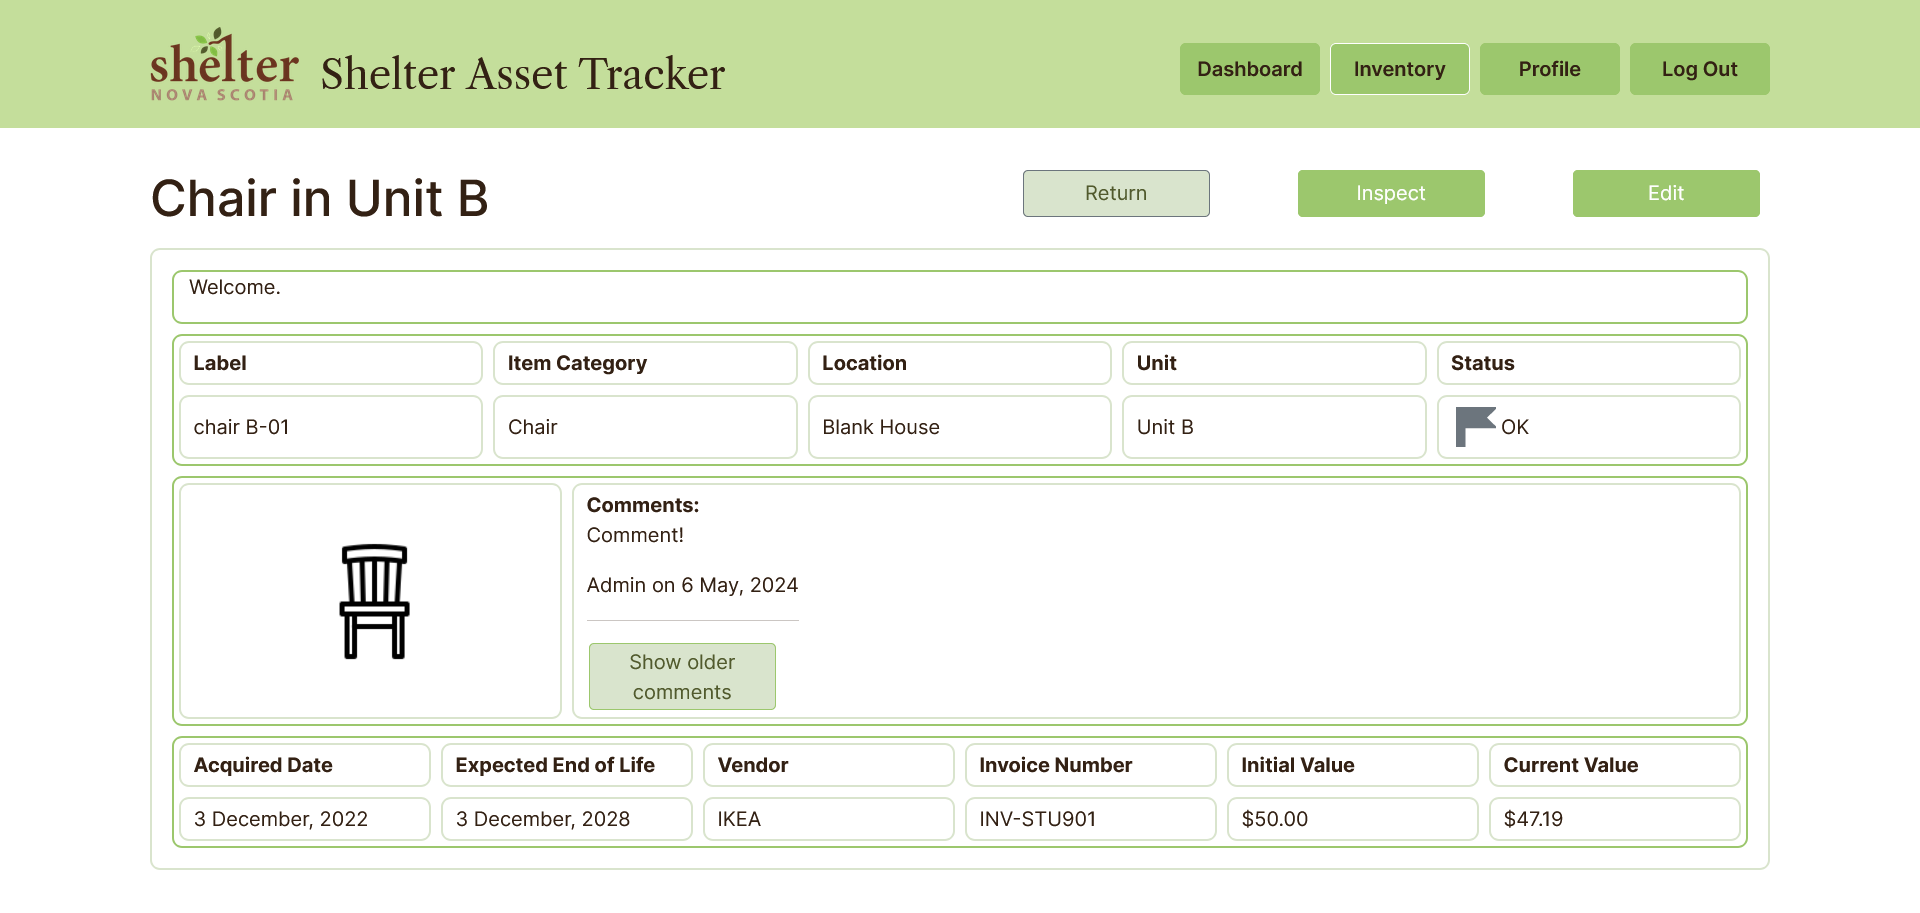 shelter
NOVA SCOTIA
Shelter Asset Tracker
Dashboard
Inventory
Profile
Log Out
Chair in Unit B
Return
Inspect
Edit
Welcome.
Label
Item Category
Location
Unit
Status
chair B-01
Chair
Blank House
Unit B
OK
Comments:
Comment!
Admin on 6 May, 2024
Show older
comments
Acquired Date
Expected End of Life
Vendor
Invoice Number
Initial Value
Current Value
3 December, 2022
3 December, 2028
IKEA
INV-STU901
$50.00
$47.19